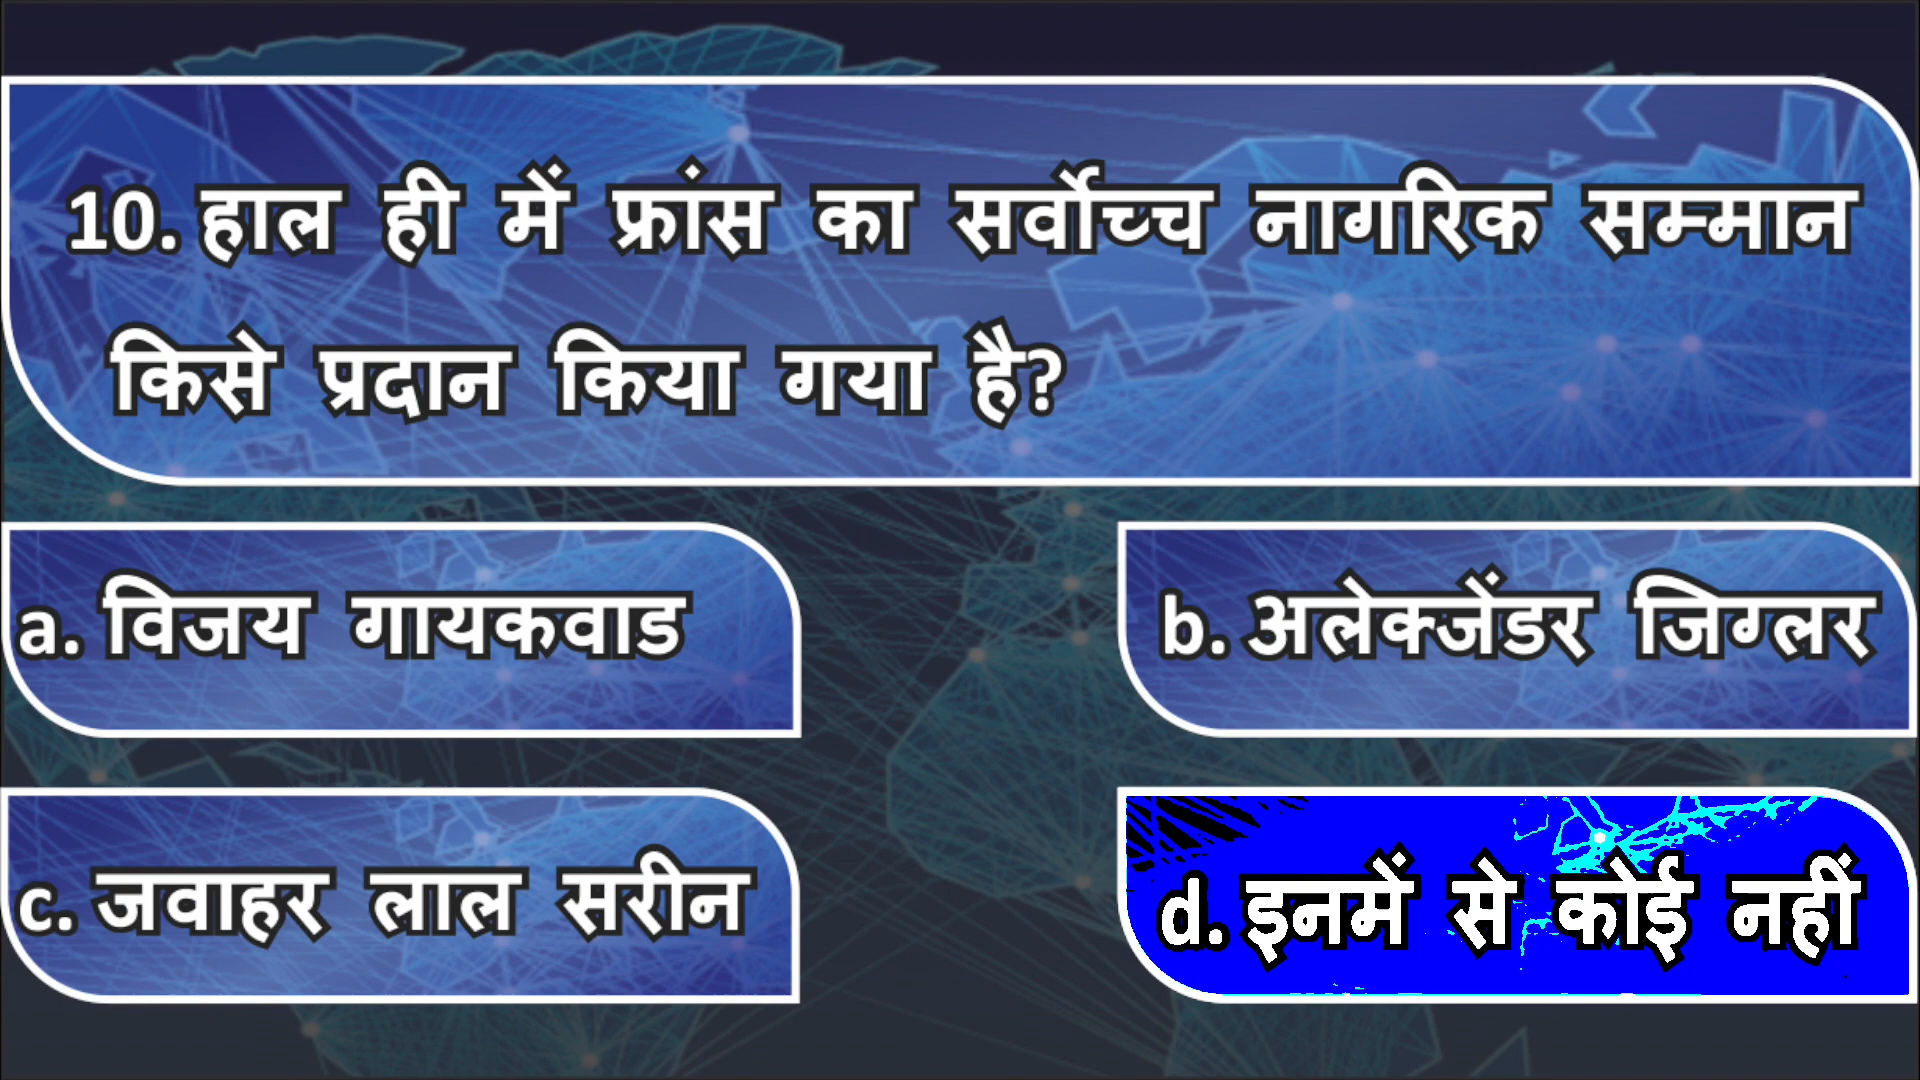 10. हाल ही में फ्रांस का सर्वोच्च नागरिक सम्मान
किसे प्रदान किया गया है?
a. विजय गायकवाड
b. अलेक्जेंडर जिग्लर
c. जवाहर लाल सरीन
d. इनमें से कोई नहीं